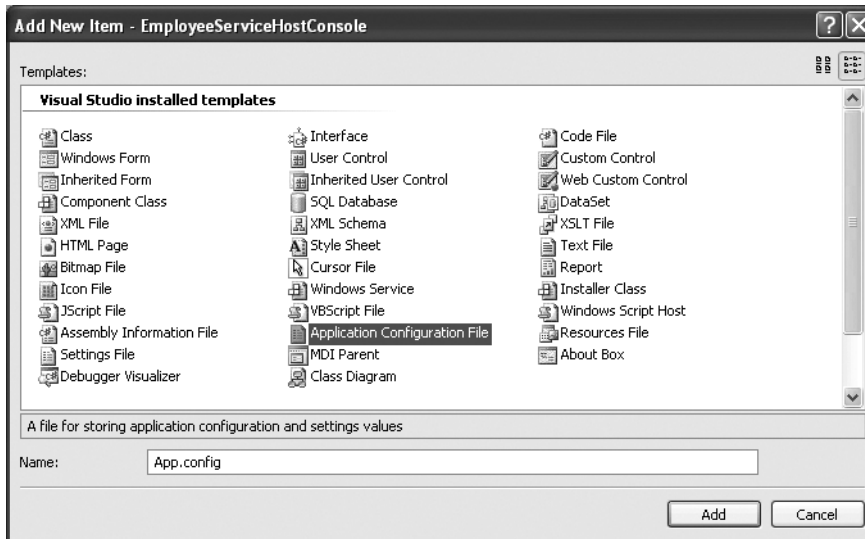 Add New Item - EmployeeServiceHostConsole
Templates:
Visual Studio installed templates
Class
Windows Form
Inherited Form
Component Class
XML File
HTML Page
Bitmap File
Icon File
JScript File
Assembly Information File
Settings File
Debugger Visualizer
Interface
User Control
Inherited User Control
SQL Database
XML Schema
Style Sheet
Cursor File
Windows Service
VBScript File
Application Configuration File
MDI Parent
Class Diagram
Code File
Custom Control
Web Custom Control
DataSet
XSLT File
Text File
Report
Installer Class
Windows Script Host
Resources File
About Box
A file for storing application configuration and settings values
Name: App.config
Add Cancel